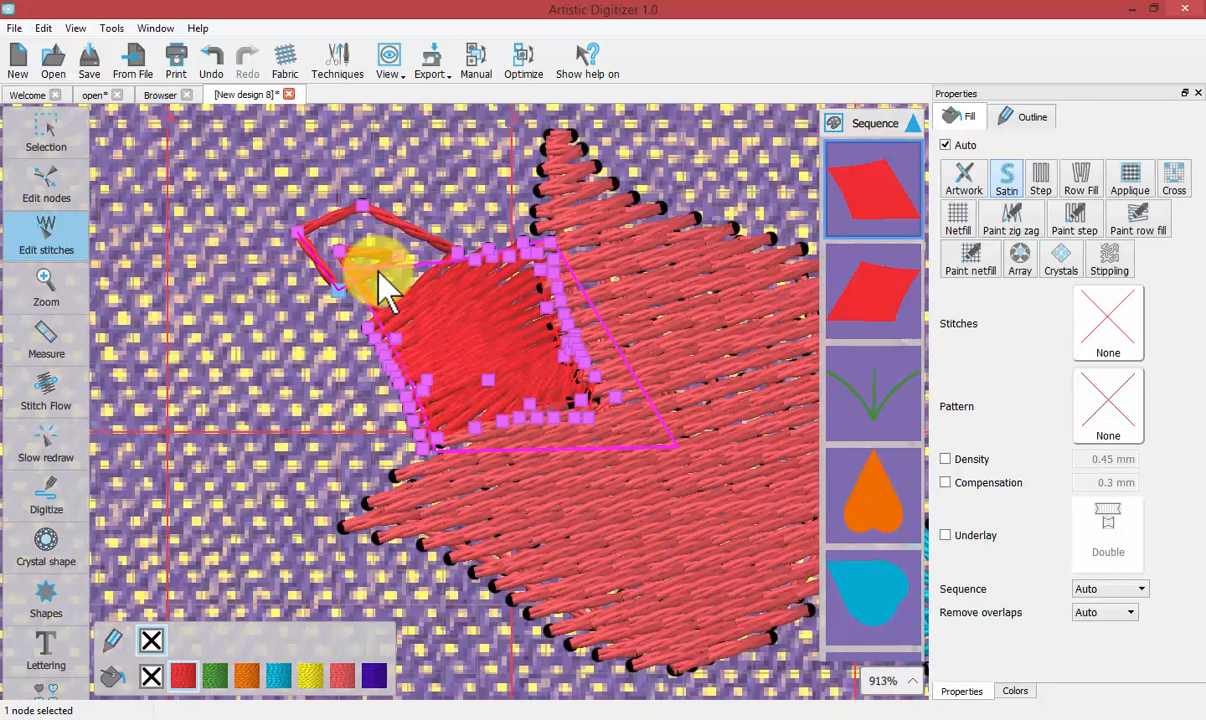 Artistic Digitizer 1.0
File Edit View Tools Window Help
New Open Save From File Print Undo Redo Fabric Techniques View Export Manual Optimize Show help on
Welcome open* Browser [New design 8]*
Selection
Edit nodes
Edit stitches
Zoom
Measure
Stitch Flow
Slow redraw
Digitize
Crystal shape
Shapes
Lettering
Sequence
913%
Properties
Fill Outline
Auto
Artwork Satin Step Row Fill Applique Cross
Netfill Paint zig zag Paint step Paint row fill
Paint netfill Array Crystals Stippling
Stitches None
Pattern None
Density 0.45 mm
Compensation 0.3 mm
Underlay Double
Sequence Auto
Remove overlaps Auto
Properties Colors
1 node selected